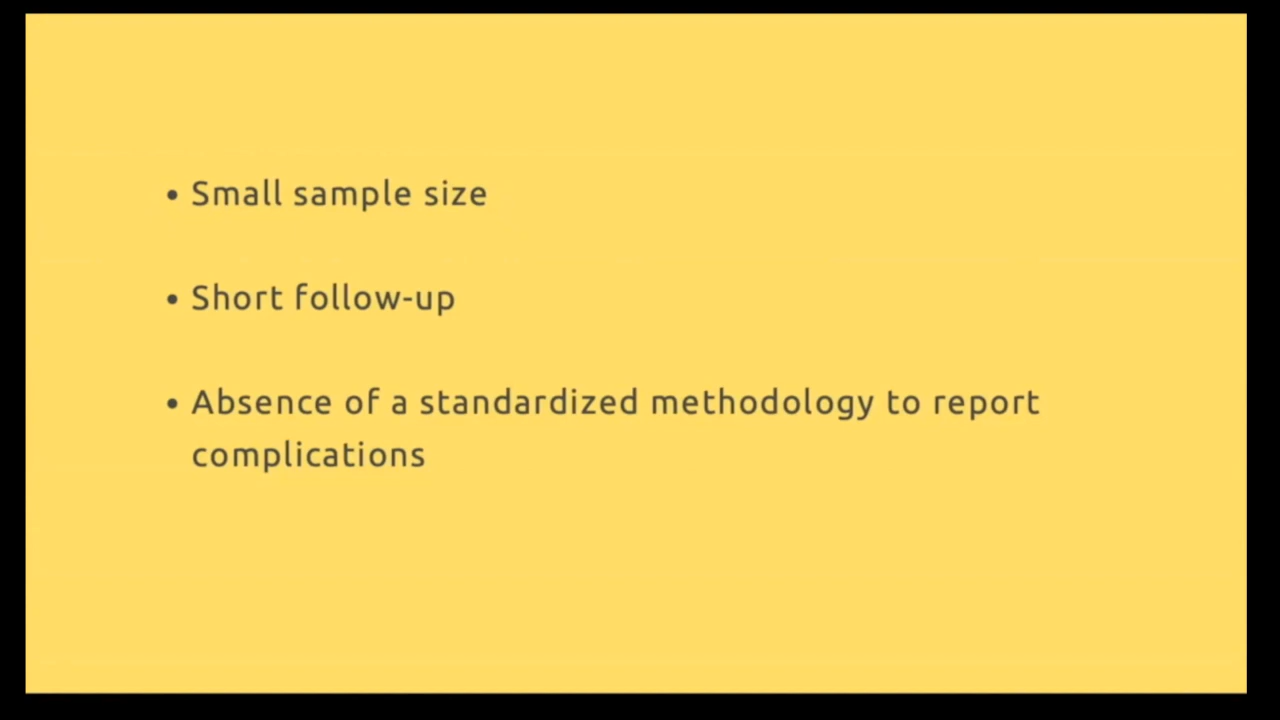 • Small sample size
• Short follow-up
• Absence of a standardized methodology to report
complications